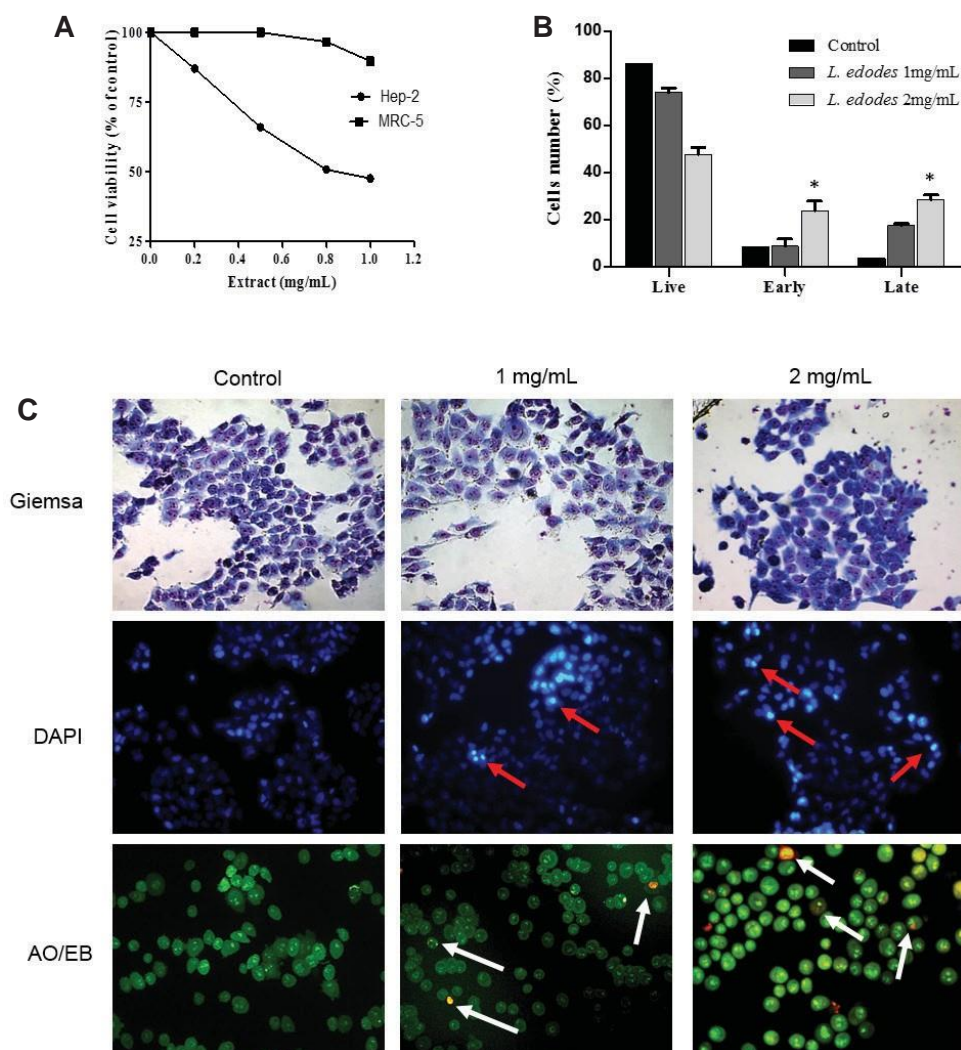 A
Cell viability (% of control)
100
75
50
25
0.0 0.2 0.4 0.6 0.8 1.0 1.2
Extract (mg/mL)
Hep-2
MRC-5
B
Cells number (%)
100
80
60
40
20
0
Live Early Late
Control
L. edodes 1mg/mL
L. edodes 2mg/mL
*
*
C
Control 1 mg/mL 2 mg/mL
Giemsa
DAPI
AO/EB